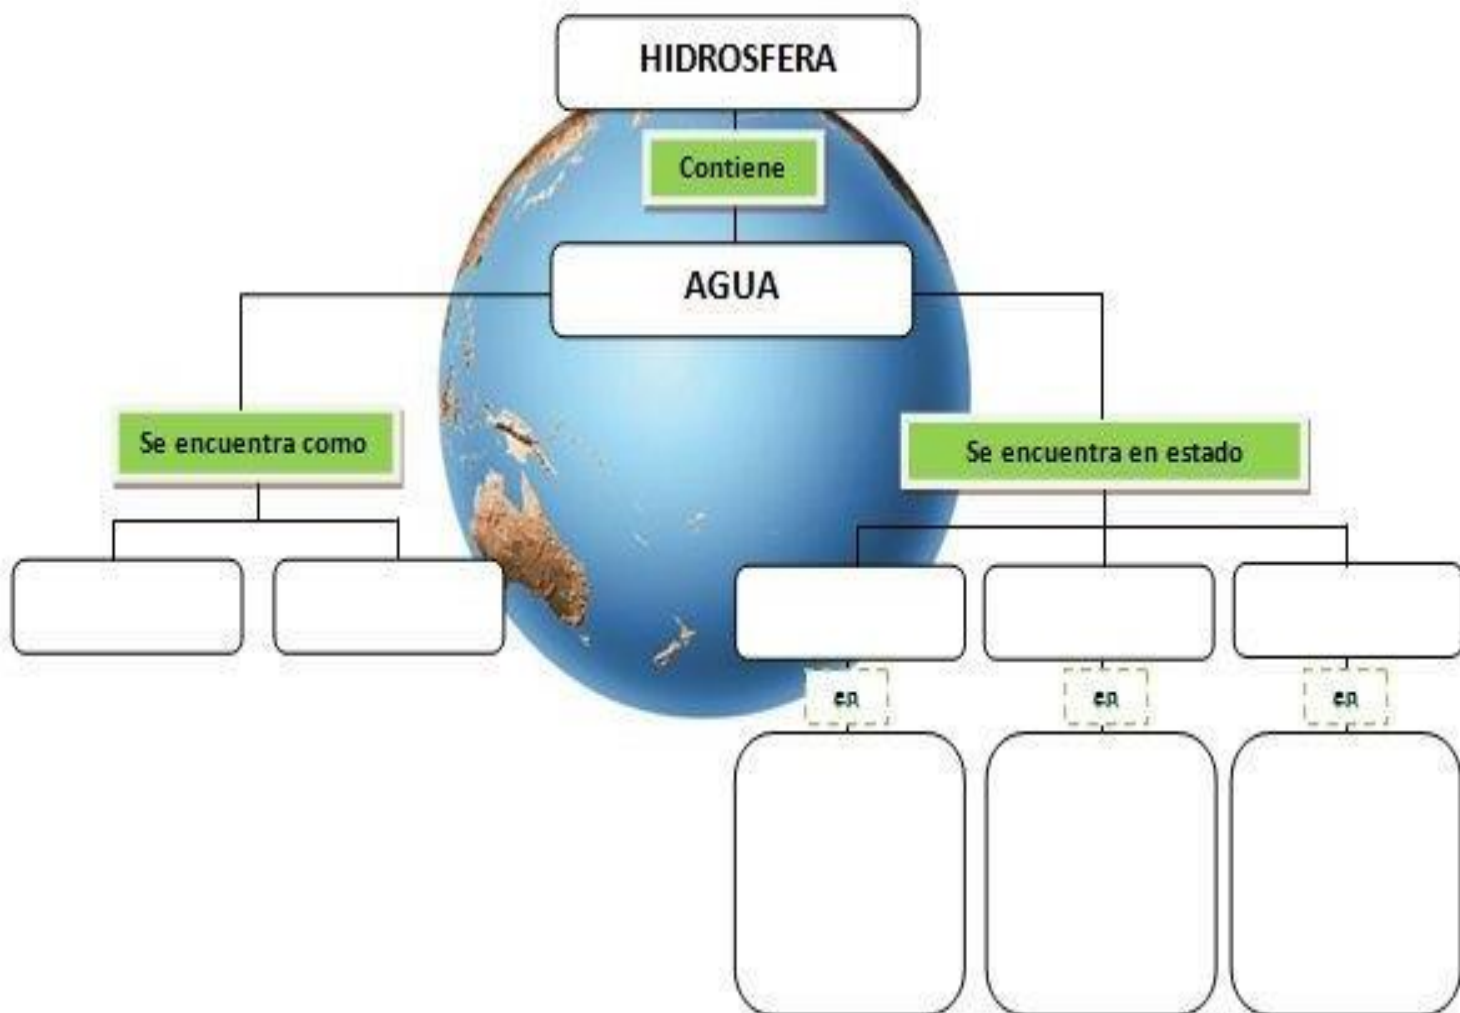 HIDROSFERA
Contiene
AGUA
Se encuentra como
Se encuentra en estado
en
en
en